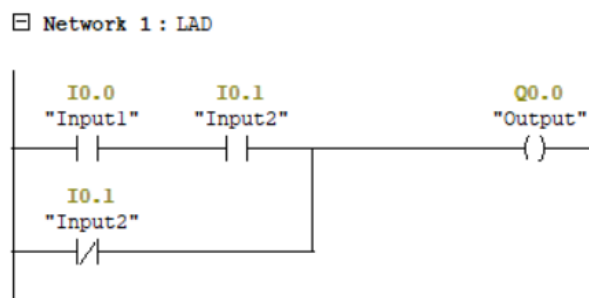 Network 1 : LAD
I0.0 I0.1 Q0.0
"Input1" "Input2" "Output"
I0.1
"Input2"